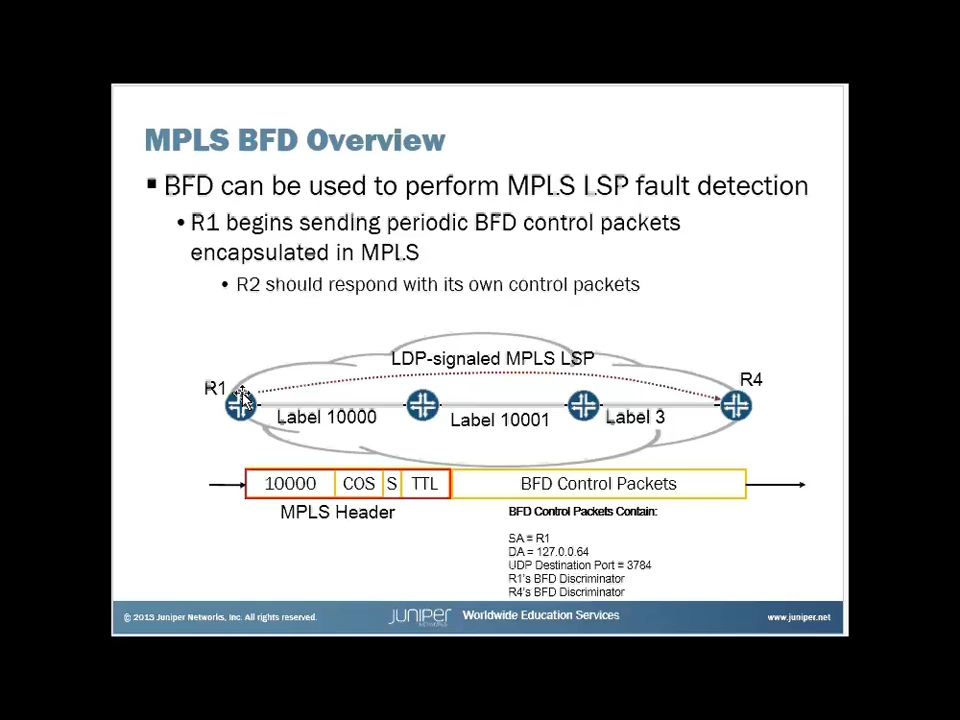 MPLS BFD Overview
▪ BFD can be used to perform MPLS LSP fault detection
• R1 begins sending periodic BFD control packets
encapsulated in MPLS
• R2 should respond with its own control packets
LDP-signaled MPLS LSP
R1
R4
Label 10000
Label 10001
Label 3
10000 COS S TTL BFD Control Packets
MPLS Header
BFD Control Packets Contain:
SA = R1
DA = 127.0.0.64
UDP Destination Port = 3784
R1's BFD Discriminator
R4's BFD Discriminator
© 2013 Juniper Networks, Inc. All rights reserved.
JUNIPER
NETWORKS
Worldwide Education Services
www.juniper.net